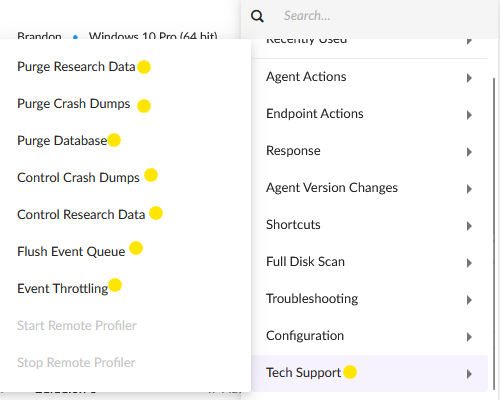 Search...
Brandon Windows 10 Pro (64 bit)
Recently Used
Purge Research Data
Purge Crash Dumps
Purge Database
Control Crash Dumps
Control Research Data
Flush Event Queue
Event Throttling
Start Remote Profiler
Stop Remote Profiler
Agent Actions
Endpoint Actions
Response
Agent Version Changes
Shortcuts
Full Disk Scan
Troubleshooting
Configuration
Tech Support